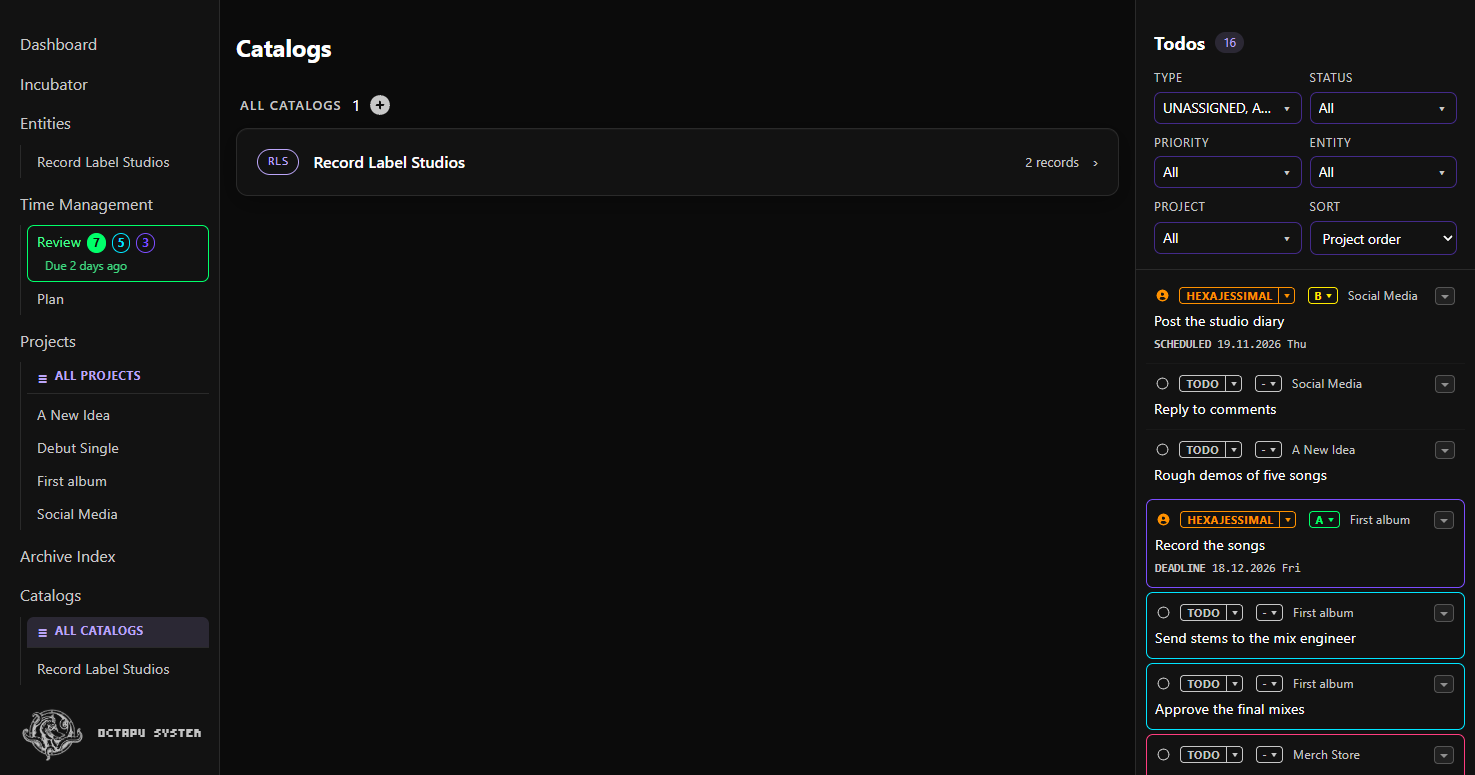 Dashboard
Incubator
Entities
Record Label Studios
Time Management
Review 7 5 3
Due 2 days ago
Plan
Projects
ALL PROJECTS
A New Idea
Debut Single
First album
Social Media
Archive Index
Catalogs
ALL CATALOGS
Record Label Studios
OCTAPU SYSTEM
Catalogs
ALL CATALOGS 1 +
RLS Record Label Studios 2 records ›
Todos 16
TYPE STATUS
UNASSIGNED, A... All
PRIORITY ENTITY
All All
PROJECT SORT
All Project order
HEXAJESSIMAL B Social Media
Post the studio diary
SCHEDULED 19.11.2026 Thu
TODO - Social Media
Reply to comments
TODO - A New Idea
Rough demos of five songs
HEXAJESSIMAL A First album
Record the songs
DEADLINE 18.12.2026 Fri
TODO - First album
Send stems to the mix engineer
TODO - First album
Approve the final mixes
TODO - Merch Store